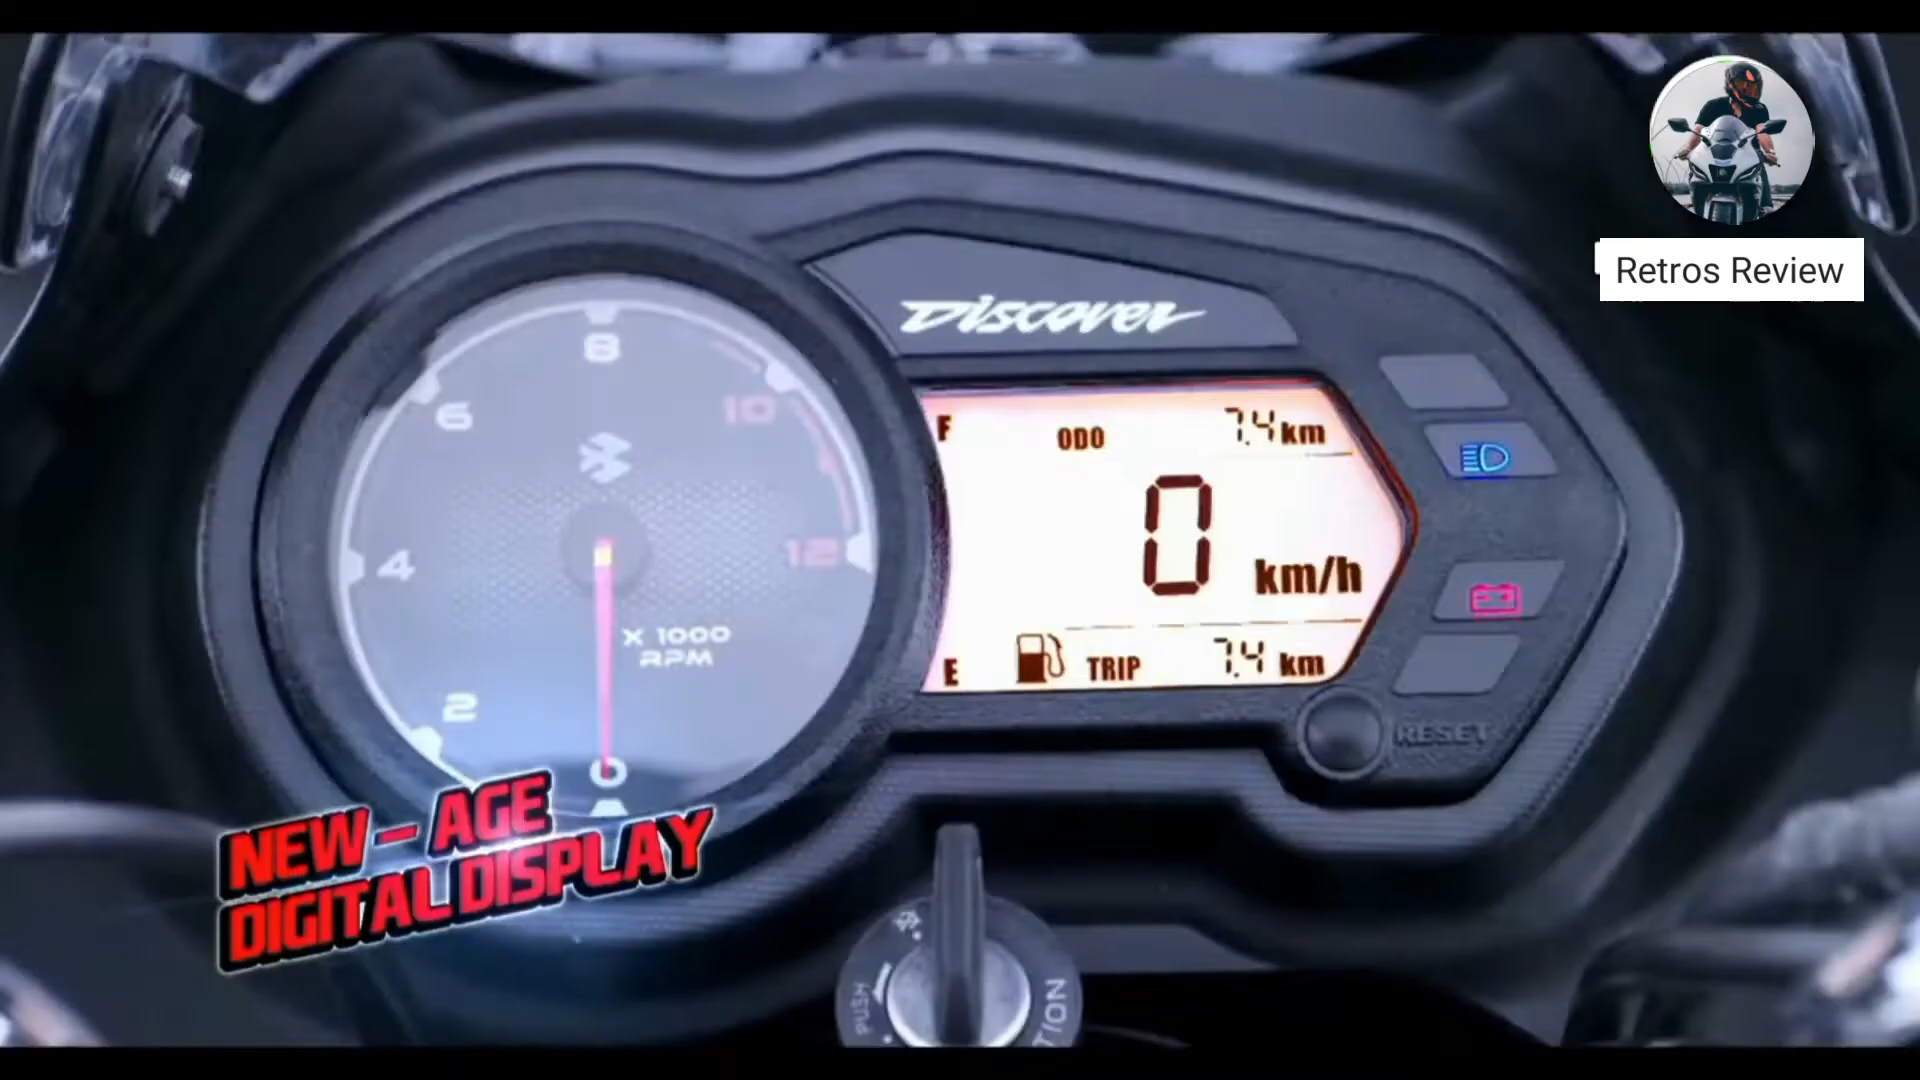 Retros Review
Discover
8
6
10
4
12
2
0
X 1000
RPM
F
ODO 7.4 km
0 km/h
E TRIP 7.4 km
RESET
NEW - AGE
DIGITAL DISPLAY
PUSH